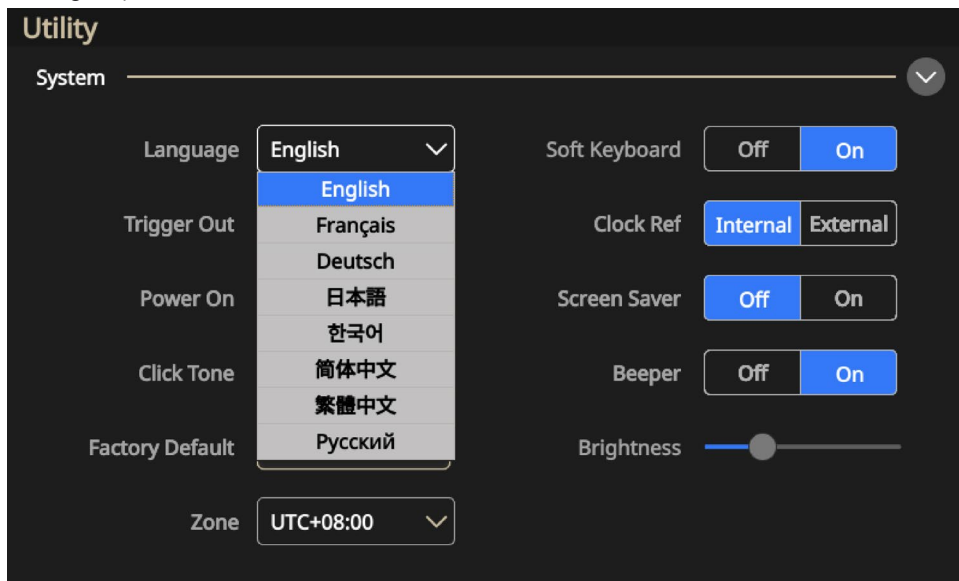 Utility
System
Language
English
English
Français
Deutsch
日本語
한국어
简体中文
繁體中文
Русский
Trigger Out
Power On
Click Tone
Factory Default
Zone
UTC+08:00
Soft Keyboard
Off On
Clock Ref
Internal External
Screen Saver
Off On
Beeper
Off On
Brightness